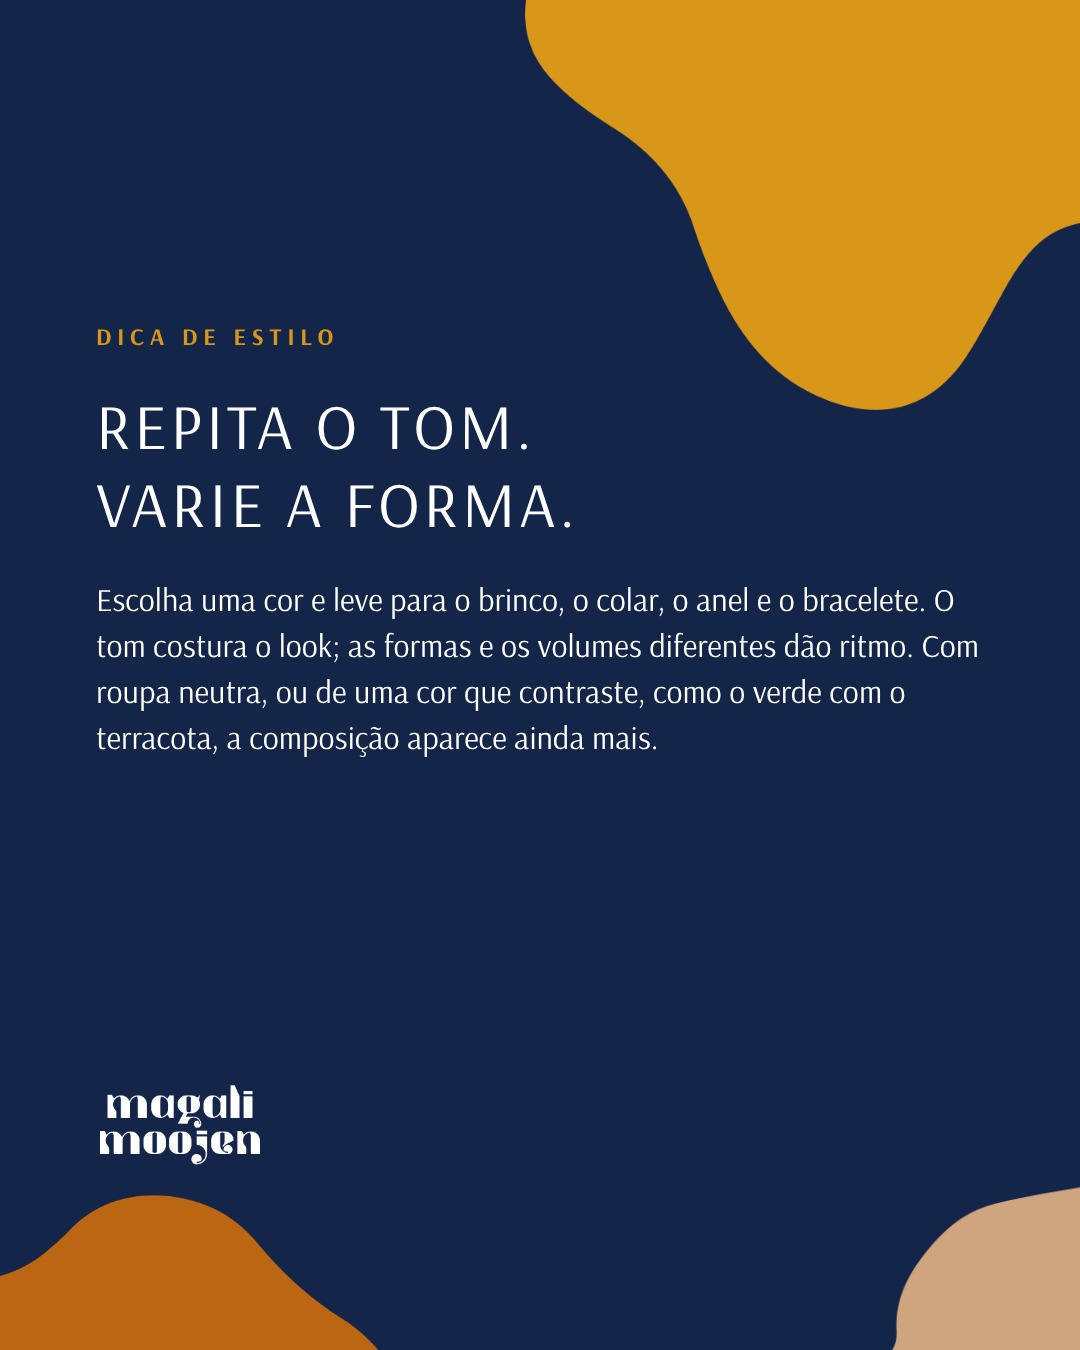 DICA DE ESTILO
REPITA O TOM.
VARIE A FORMA.
Escolha uma cor e leve para o brinco, o colar, o anel e o bracelete. O
tom costura o look; as formas e os volumes diferentes dão ritmo. Com
roupa neutra, ou de uma cor que contraste, como o verde com o
terracota, a composição aparece ainda mais.
magali
moojen